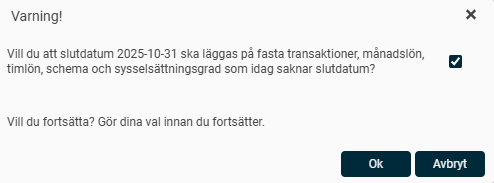 Varning!
Vill du att slutdatum 2025-10-31 ska läggas på fasta transaktioner, månadslön,
timlön, schema och sysselsättningsgrad som idag saknar slutdatum?
Vill du fortsätta? Gör dina val innan du fortsätter.
Ok
Avbryt